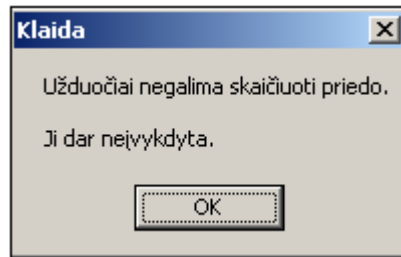 Klaida
Užduočiai negalima skaičiuoti priedo.
Ji dar neįvykdyta.
OK